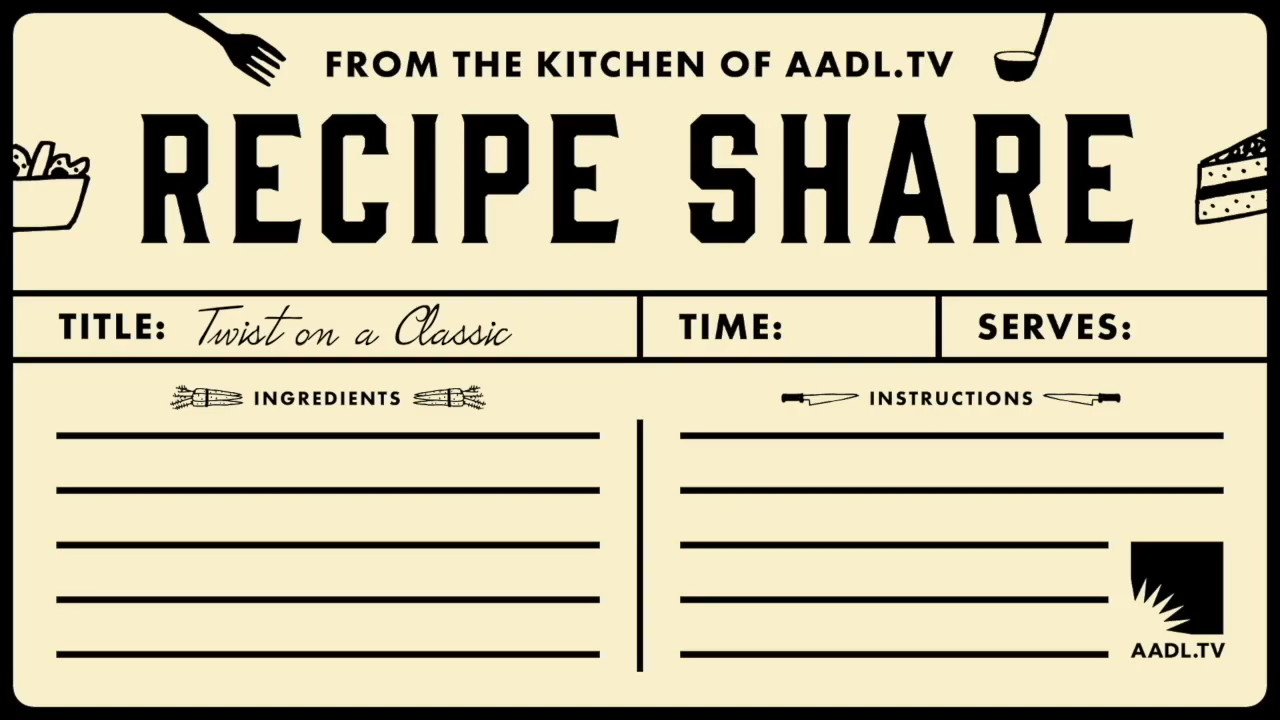 FROM THE KITCHEN OF AADL.TV
RECIPE SHARE
TITLE: Twist on a Classic
TIME:
SERVES:
INGREDIENTS
INSTRUCTIONS
AADL.TV